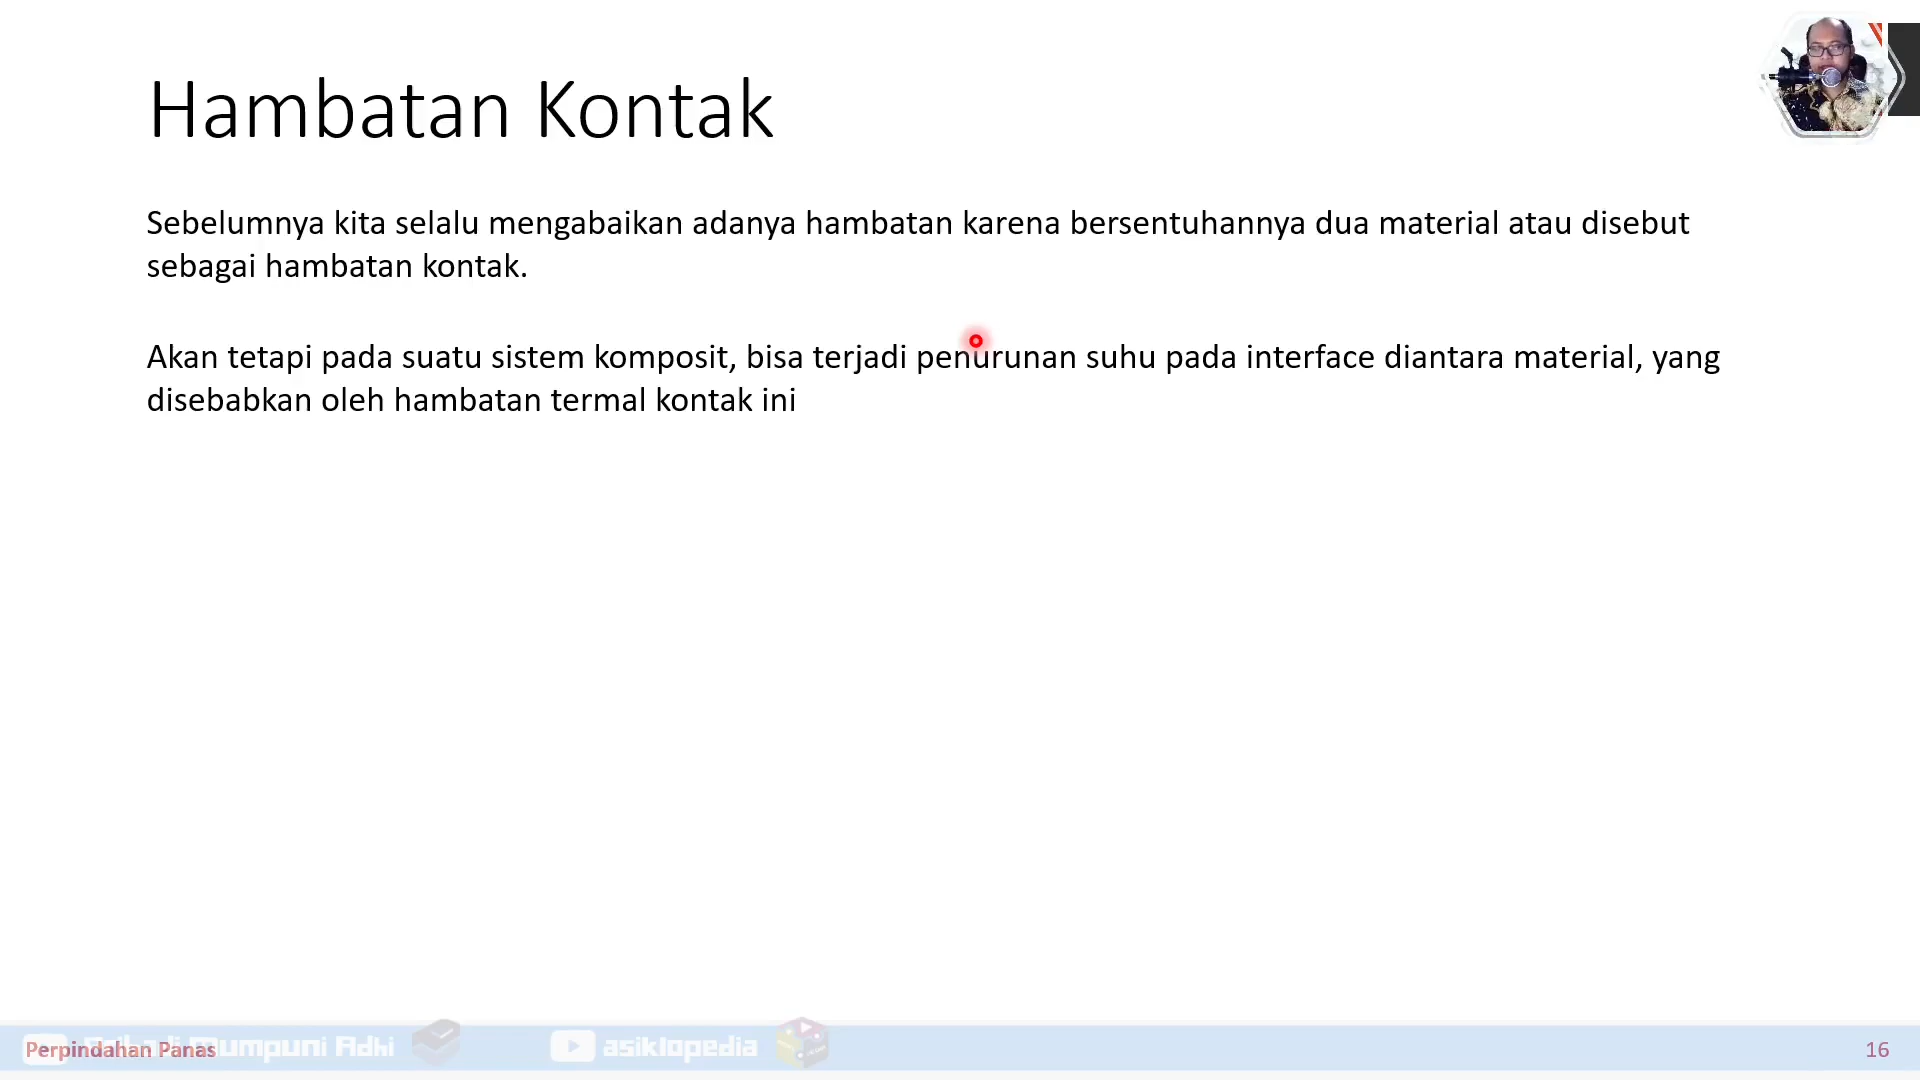 Hambatan Kontak
Sebelumnya kita selalu mengabaikan adanya hambatan karena bersentuhannya dua material atau disebut
sebagai hambatan kontak.
Akan tetapi pada suatu sistem komposit, bisa terjadi penurunan suhu pada interface diantara material, yang
disebabkan oleh hambatan termal kontak ini
Perpindahan Panas
Mumpuni Adhi
asiklopedia
16